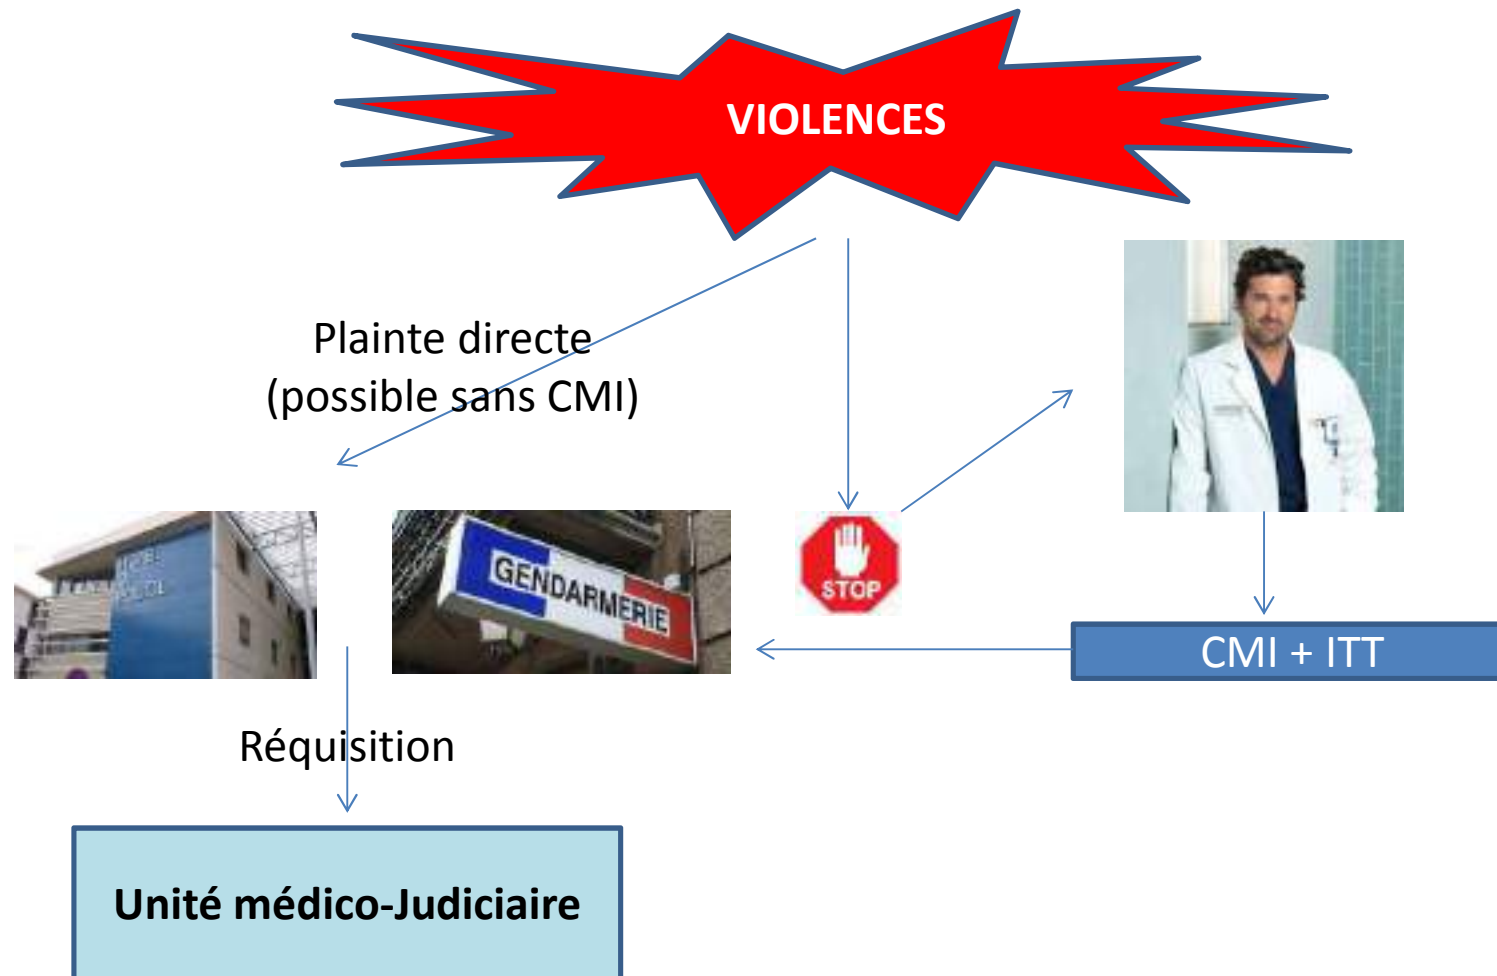 VIOLENCES
Plainte directe
(possible sans CMI)
GENDARMERIE
STOP
CMI + ITT
Réquisition
Unité médico-Judiciaire